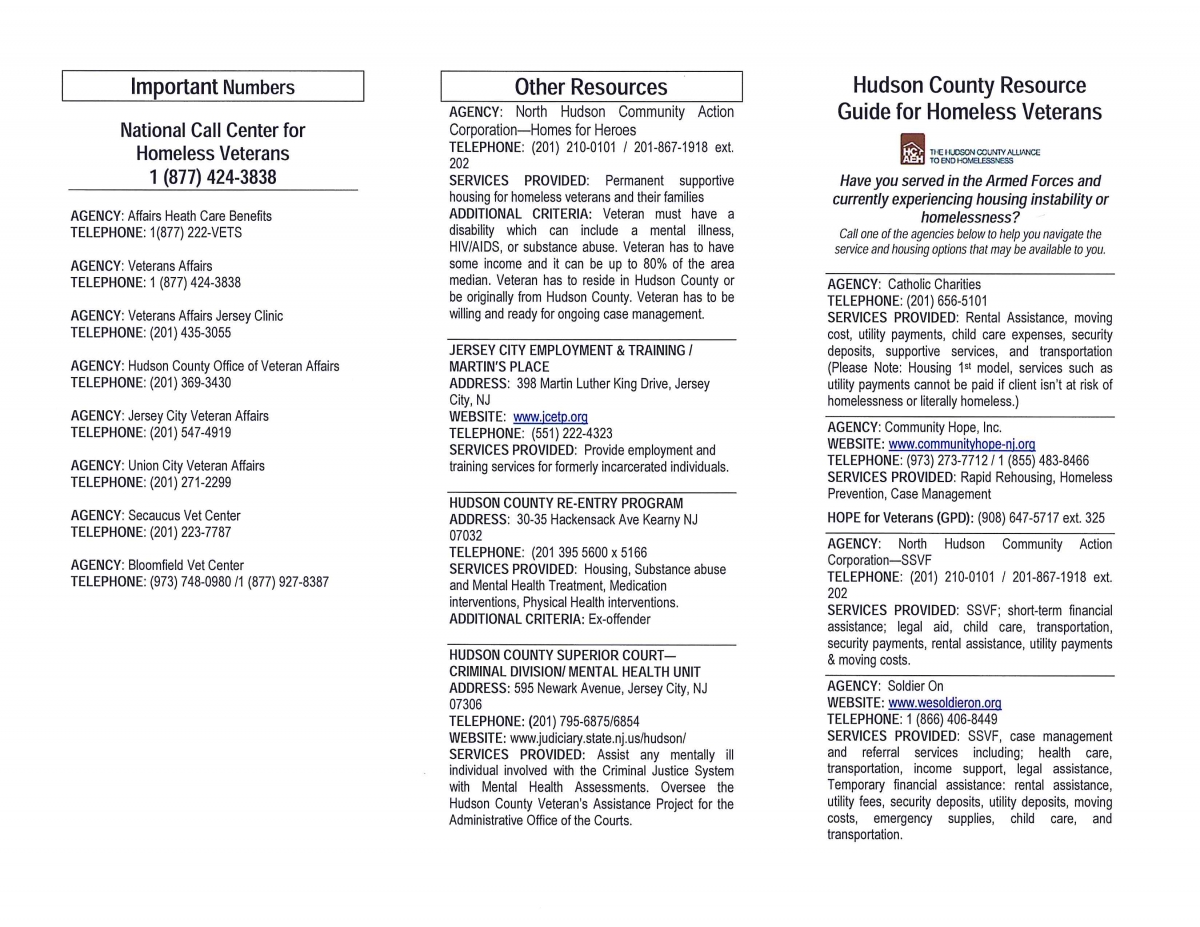 Important Numbers
National Call Center for
Homeless Veterans
1 (877) 424-3838
AGENCY: Affairs Heath Care Benefits
TELEPHONE: 1(877) 222-VETS
AGENCY: Veterans Affairs
TELEPHONE: 1 (877) 424-3838
AGENCY: Veterans Affairs Jersey Clinic
TELEPHONE: (201) 435-3055
AGENCY: Hudson County Office of Veteran Affairs
TELEPHONE: (201) 369-3430
AGENCY: Jersey City Veteran Affairs
TELEPHONE: (201) 547-4919
AGENCY: Union City Veteran Affairs
TELEPHONE: (201) 271-2299
AGENCY: Secaucus Vet Center
TELEPHONE: (201) 223-7787
AGENCY: Bloomfield Vet Center
TELEPHONE: (973) 748-0980 /1 (877) 927-8387
Other Resources
AGENCY: North Hudson Community Action
Corporation—Homes for Heroes
TELEPHONE: (201) 210-0101 / 201-867-1918 ext.
202
SERVICES PROVIDED: Permanent supportive
housing for homeless veterans and their families
ADDITIONAL CRITERIA: Veteran must have a
disability which can include a mental illness,
HIV/AIDS, or substance abuse. Veteran has to have
some income and it can be up to 80% of the area
median. Veteran has to reside in Hudson County or
be originally from Hudson County. Veteran has to be
willing and ready for ongoing case management.
JERSEY CITY EMPLOYMENT & TRAINING /
MARTIN'S PLACE
ADDRESS: 398 Martin Luther King Drive, Jersey
City, NJ
WEBSITE: www.jcetp.org
TELEPHONE: (551) 222-4323
SERVICES PROVIDED: Provide employment and
training services for formerly incarcerated individuals.
HUDSON COUNTY RE-ENTRY PROGRAM
ADDRESS: 30-35 Hackensack Ave Kearny NJ
07032
TELEPHONE: (201 395 5600 x 5166
SERVICES PROVIDED: Housing, Substance abuse
and Mental Health Treatment, Medication
interventions, Physical Health interventions.
ADDITIONAL CRITERIA: Ex-offender
HUDSON COUNTY SUPERIOR COURT—
CRIMINAL DIVISION/ MENTAL HEALTH UNIT
ADDRESS: 595 Newark Avenue, Jersey City, NJ
07306
TELEPHONE: (201) 795-6875/6854
WEBSITE: www.judiciary.state.nj.us/hudson/
SERVICES PROVIDED: Assist any mentally ill
individual involved with the Criminal Justice System
with Mental Health Assessments. Oversee the
Hudson County Veteran's Assistance Project for the
Administrative Office of the Courts.
Hudson County Resource
Guide for Homeless Veterans
HC
AEH
THE HUDSON COUNTY ALLIANCE
TO END HOMELESSNESS
Have you served in the Armed Forces and
currently experiencing housing instability or
homelessness?
Call one of the agencies below to help you navigate the
service and housing options that may be available to you.
AGENCY: Catholic Charities
TELEPHONE: (201) 656-5101
SERVICES PROVIDED: Rental Assistance, moving
cost, utility payments, child care expenses, security
deposits, supportive services, and transportation
(Please Note: Housing 1st model, services such as
utility payments cannot be paid if client isn't at risk of
homelessness or literally homeless.)
AGENCY: Community Hope, Inc.
WEBSITE: www.communityhope-nj.org
TELEPHONE: (973) 273-7712 / 1 (855) 483-8466
SERVICES PROVIDED: Rapid Rehousing, Homeless
Prevention, Case Management
HOPE for Veterans (GPD): (908) 647-5717 ext. 325
AGENCY: North Hudson Community Action
Corporation—SSVF
TELEPHONE: (201) 210-0101 / 201-867-1918 ext.
202
SERVICES PROVIDED: SSVF; short-term financial
assistance; legal aid, child care, transportation,
security payments, rental assistance, utility payments
& moving costs.
AGENCY: Soldier On
WEBSITE: www.wesoldieron.org
TELEPHONE: 1 (866) 406-8449
SERVICES PROVIDED: SSVF, case management
and referral services including; health care,
transportation, income support, legal assistance,
Temporary financial assistance: rental assistance,
utility fees, security deposits, utility deposits, moving
costs, emergency supplies, child care, and
transportation.